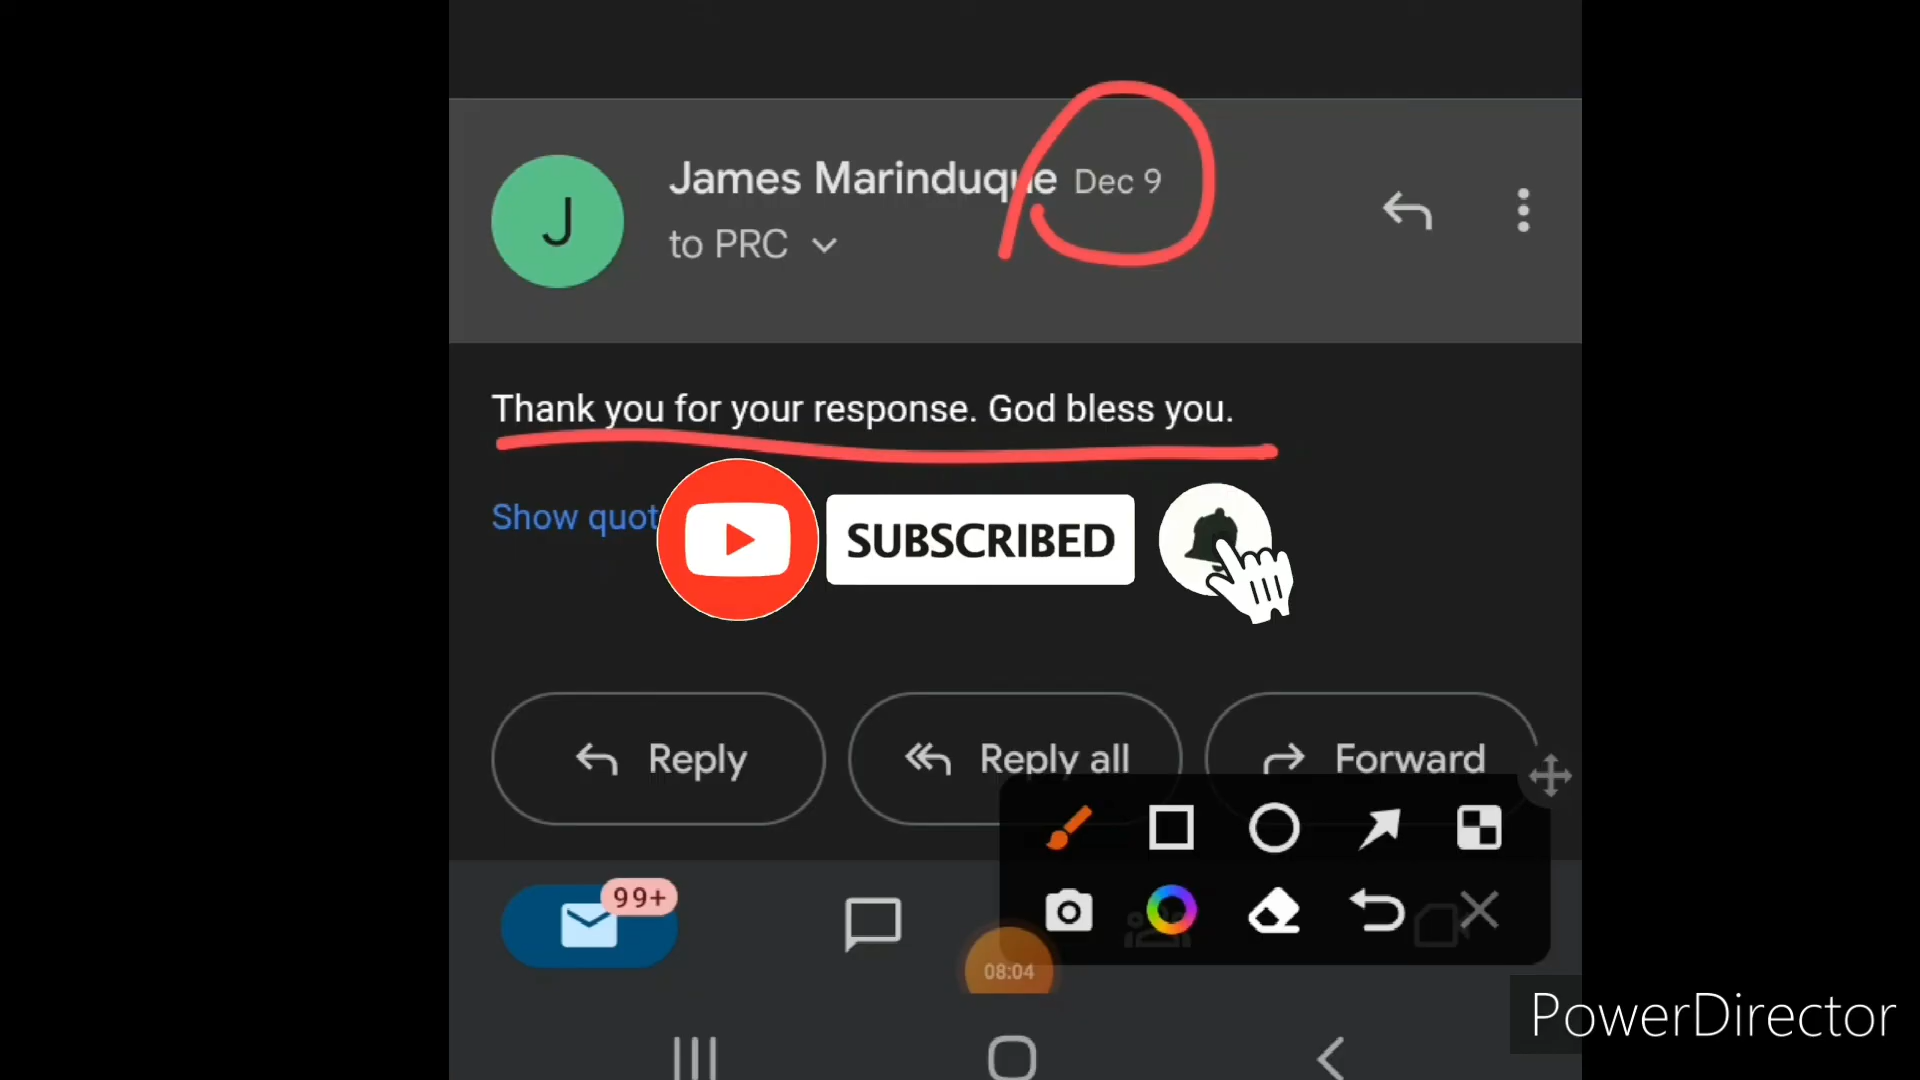 James Marinduque Dec 9
J
to PRC
Thank you for your response. God bless you.
Show quot
SUBSCRIBED
Reply
Reply all
Forward
99+
08:04
PowerDirector